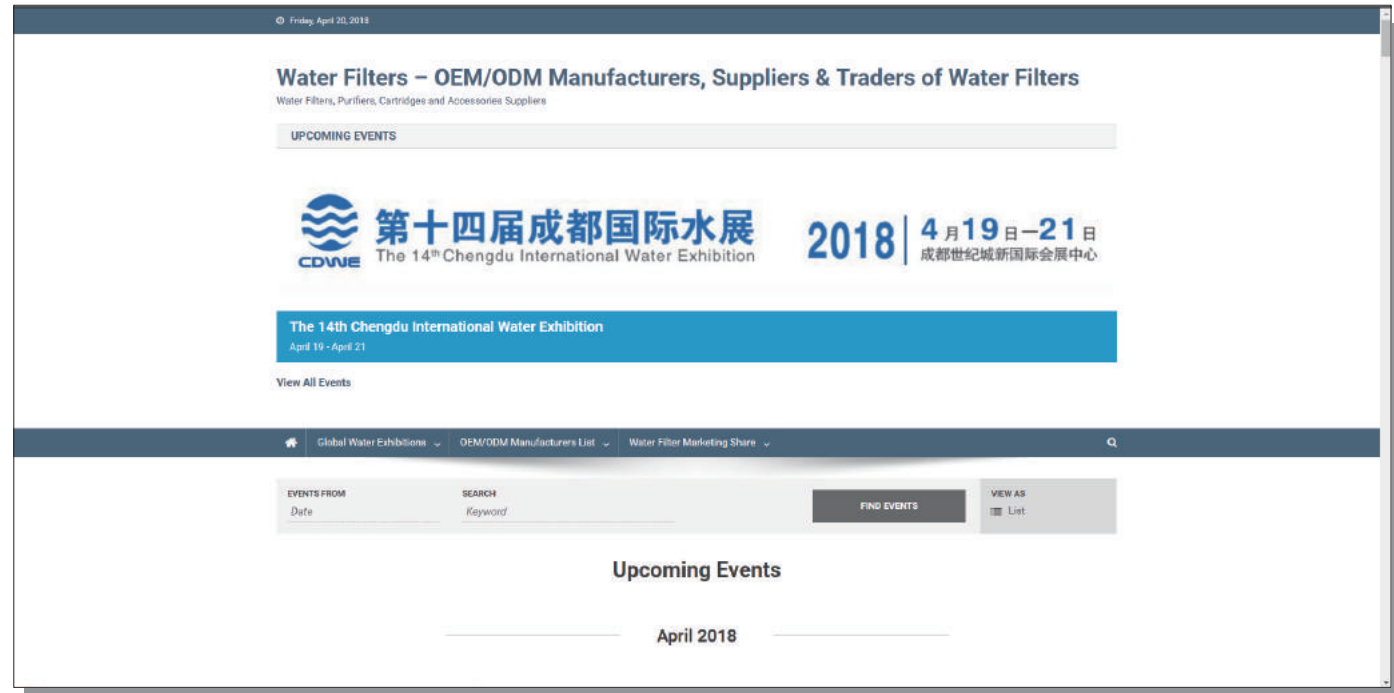 Friday, April 20, 2018
Water Filters – OEM/ODM Manufacturers, Suppliers & Traders of Water Filters
Water Filters, Purifiers, Cartridges and Accessories Suppliers
UPCOMING EVENTS
CDWE
第十四届成都国际水展
The 14th Chengdu International Water Exhibition
2018
4月19日—21日
成都世纪城新国际会展中心
The 14th Chengdu International Water Exhibition
April 19 - April 21
View All Events
Global Water Exhibitions OEM/ODM Manufacturers List Water Filter Marketing Share
EVENTS FROM SEARCH VIEW AS
Date Keyword FIND EVENTS List
Upcoming Events
April 2018